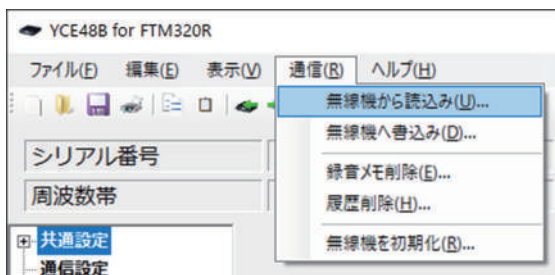 YCE48B for FTM320R
ファイル(F) 編集(E) 表示(V) 通信(R) ヘルプ(H)
無線機から読込み(U)...
無線機へ書込み(D)...
シリアル番号
録音メモ削除(E)...
周波数帯
履歴削除(H)...
共通設定
無線機を初期化(R)...
通信設定